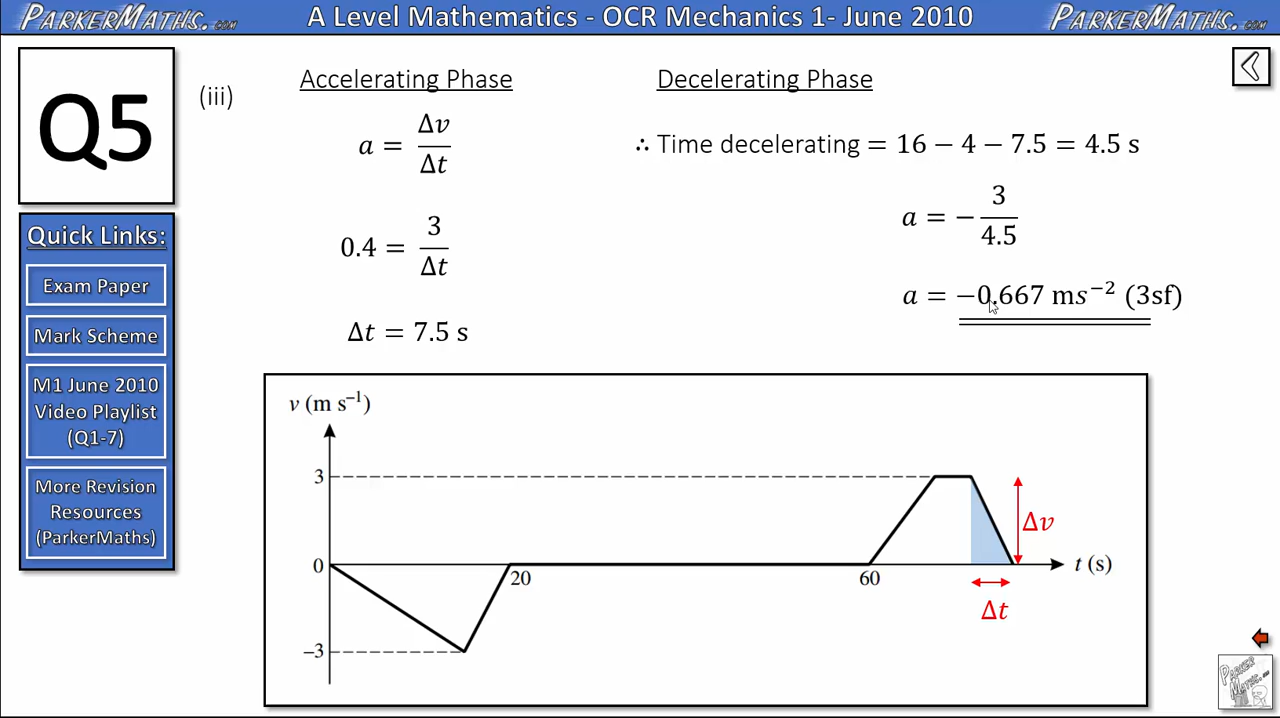 PARKERMATHS.COM
A Level Mathematics - OCR Mechanics 1- June 2010
PARKERMATHS.COM
Q5
Quick Links:
Exam Paper
Mark Scheme
M1 June 2010
Video Playlist
(Q1-7)
More Revision
Resources
(ParkerMaths)
(iii)
Accelerating Phase
a = Δv/Δt
0.4 = 3/Δt
Δt = 7.5 s
Decelerating Phase
∴ Time decelerating = 16 − 4 − 7.5 = 4.5 s
a = − 3/4.5
a = −0.667 ms⁻² (3sf)
v (m s⁻¹)
3
0
−3
20
60
t (s)
Δv
Δt
PARKER
MATHS.COM